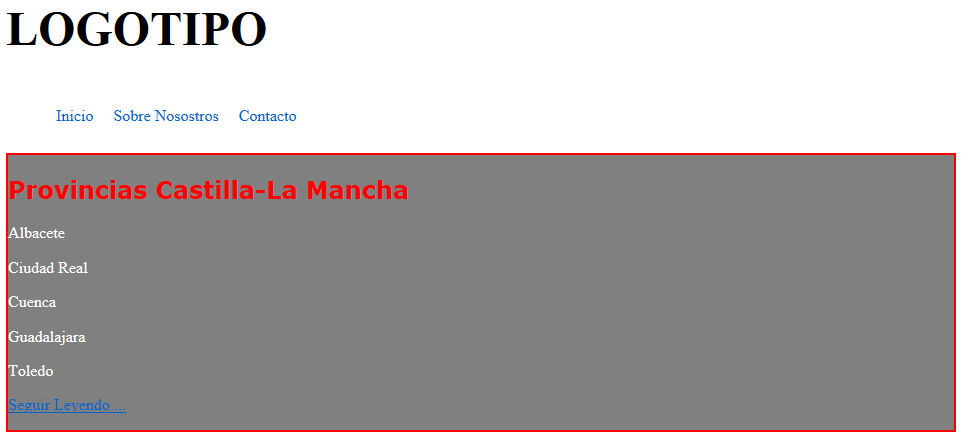 LOGOTIPO
Inicio Sobre Nosostros Contacto
Provincias Castilla-La Mancha
Albacete
Ciudad Real
Cuenca
Guadalajara
Toledo
Seguir Leyendo ...